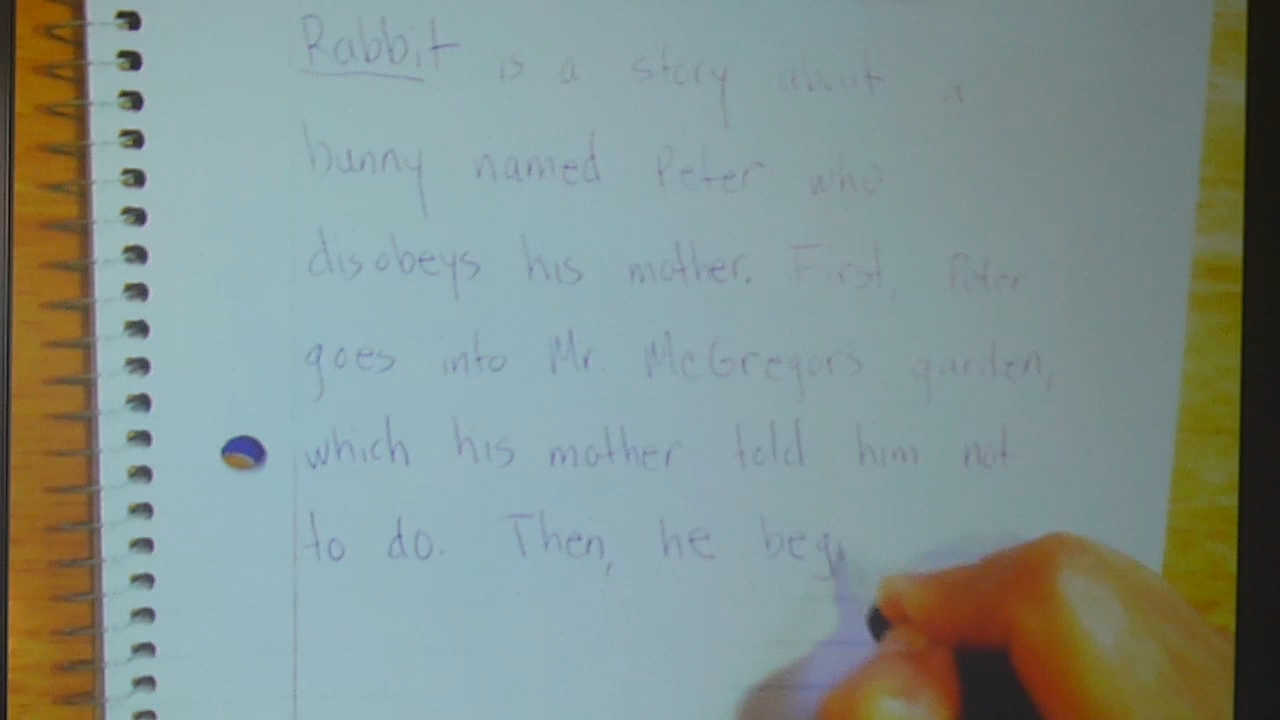 Rabbit is a story about a
bunny named Peter who
disobeys his mother. First, Peter
goes into Mr. McGregor's garden,
which his mother told him not
to do. Then, he beg